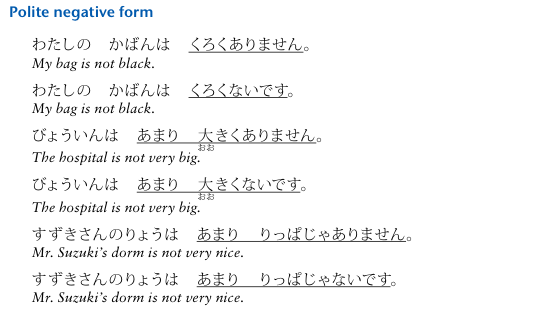 Polite negative form
わたしの　かばんは　くろくありません。
My bag is not black.
わたしの　かばんは　くろくないです。
My bag is not black.
びょういんは　あまり　大きくありません。
おお
The hospital is not very big.
びょういんは　あまり　大きくないです。
おお
The hospital is not very big.
すずきさんのりょうは　あまり　りっぱじゃありません。
Mr. Suzuki's dorm is not very nice.
すずきさんのりょうは　あまり　りっぱじゃないです。
Mr. Suzuki's dorm is not very nice.